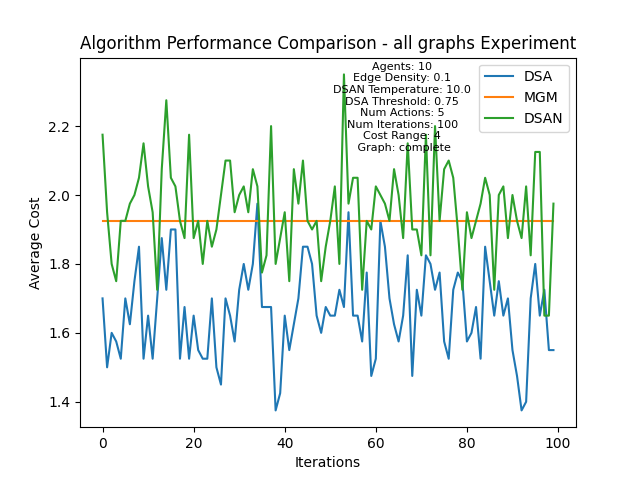 Algorithm Performance Comparison - all graphs Experiment
Agents: 10
Edge Density: 0.1
DSAN Temperature: 10.0
DSA Threshold: 0.75
Num Actions: 5
Num Iterations: 100
Cost Range: 4
Graph: complete
DSA
MGM
DSAN
Average Cost
2.2
2.0
1.8
1.6
1.4
0 20 40 60 80 100
Iterations